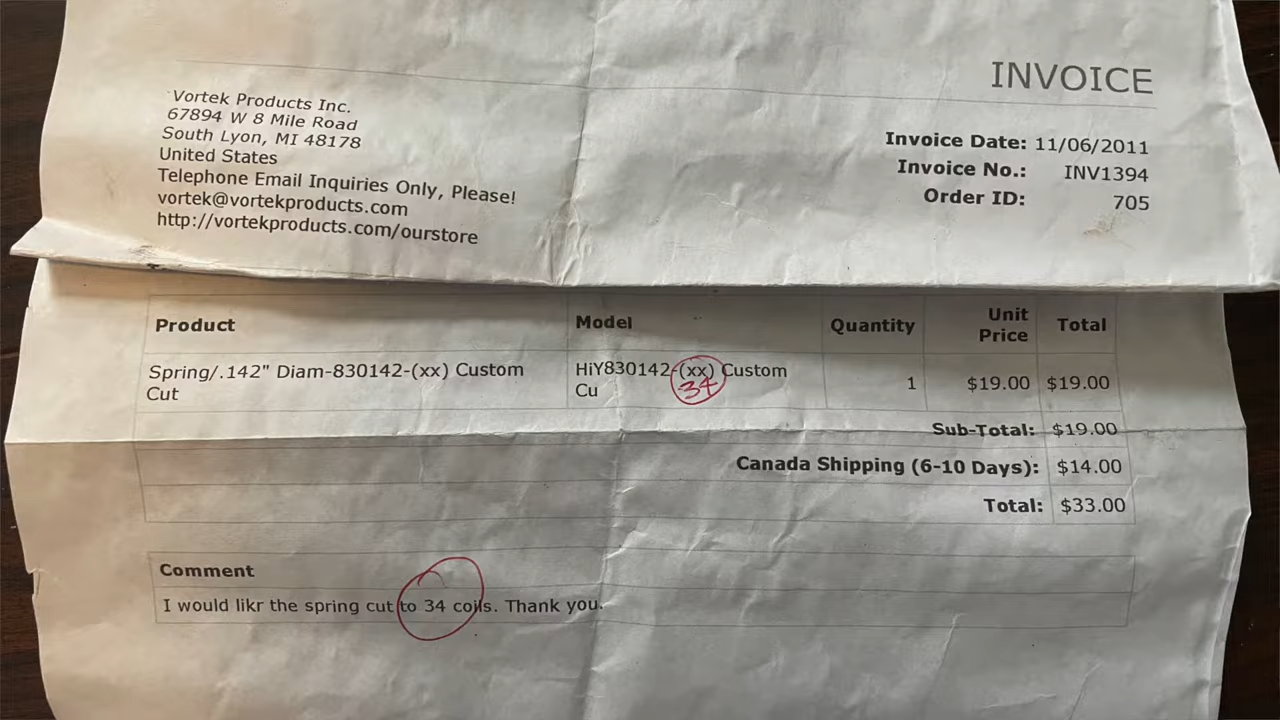 INVOICE
Vortek Products Inc.
67894 W 8 Mile Road
South Lyon, MI 48178
United States
Telephone Email Inquiries Only, Please!
vortek@vortekproducts.com
http://vortekproducts.com/ourstore
Invoice Date: 11/06/2011
Invoice No.: INV1394
Order ID: 705
Product Model Quantity Unit Price Total
Spring/.142" Diam-830142-(xx) Custom
Cut
HiY830142-(xx) Custom
Cu
34
1 $19.00 $19.00
Sub-Total: $19.00
Canada Shipping (6-10 Days): $14.00
Total: $33.00
Comment
I would likr the spring cut to 34 coils. Thank you.